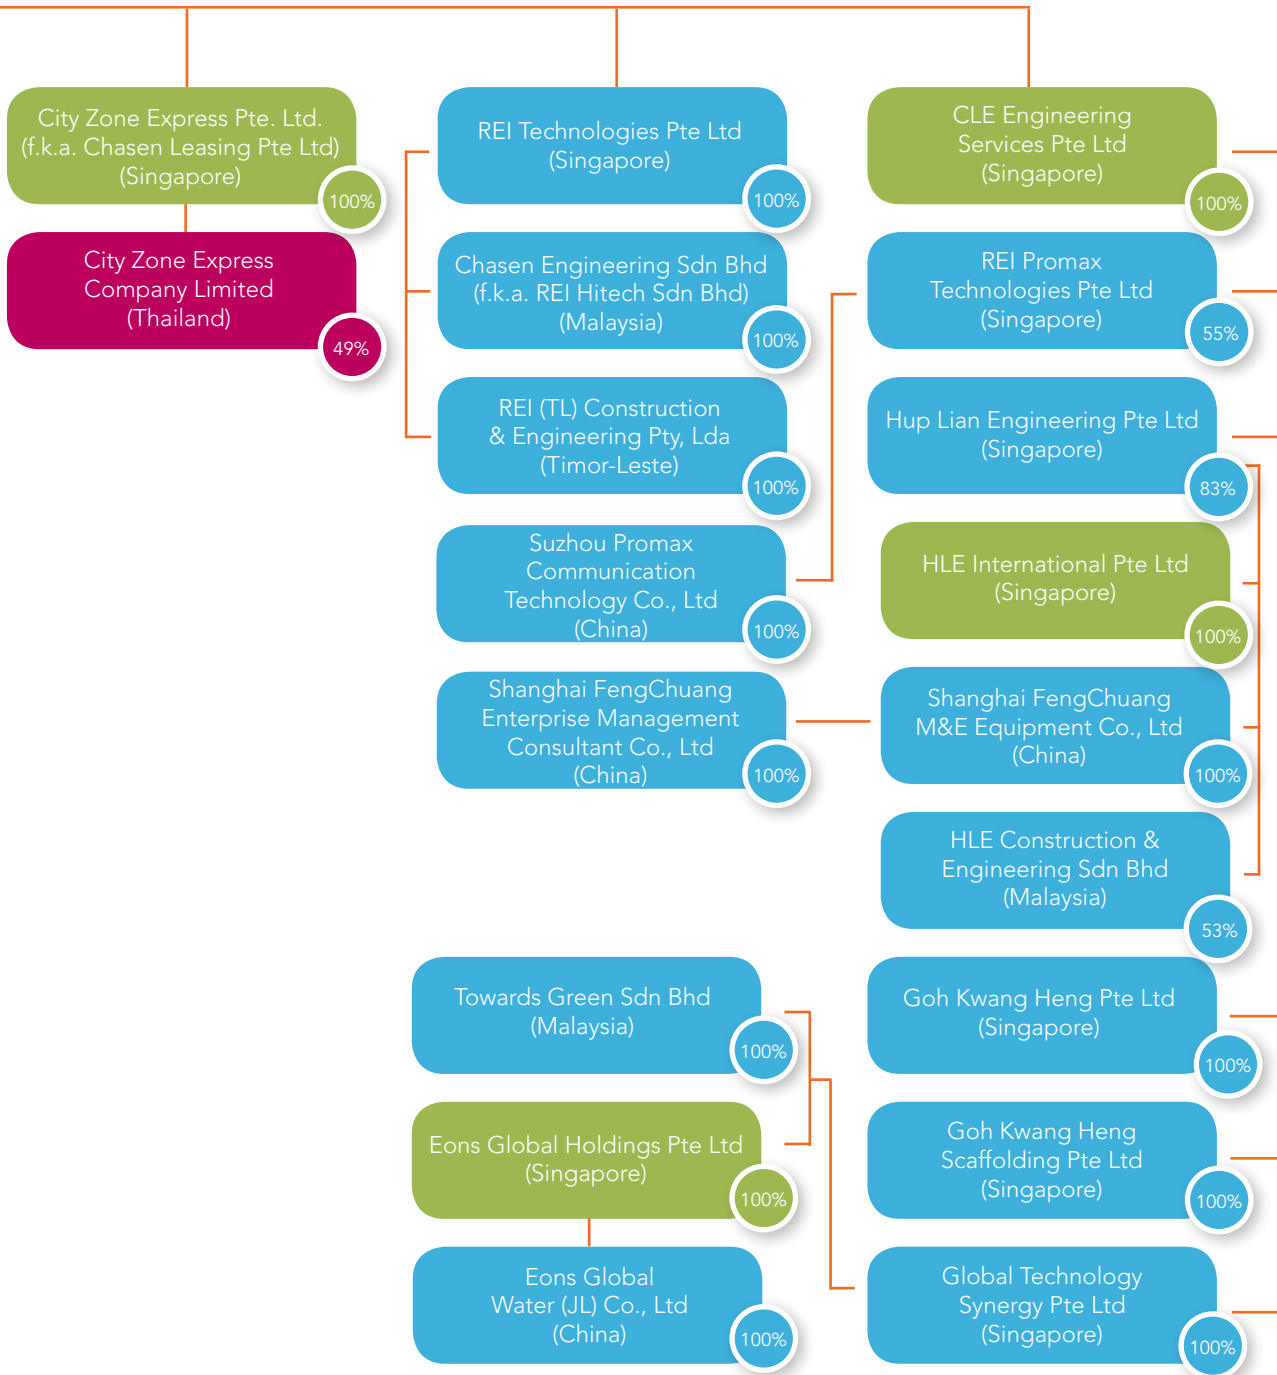 City Zone Express Pte. Ltd.
(f.k.a. Chasen Leasing Pte Ltd)
(Singapore)
100%
City Zone Express
Company Limited
(Thailand)
49%
REI Technologies Pte Ltd
(Singapore)
100%
Chasen Engineering Sdn Bhd
(f.k.a. REI Hitech Sdn Bhd)
(Malaysia)
100%
REI (TL) Construction
& Engineering Pty, Lda
(Timor-Leste)
100%
Suzhou Promax
Communication
Technology Co., Ltd
(China)
100%
Shanghai FengChuang
Enterprise Management
Consultant Co., Ltd
(China)
100%
Towards Green Sdn Bhd
(Malaysia)
100%
Eons Global Holdings Pte Ltd
(Singapore)
100%
Eons Global
Water (JL) Co., Ltd
(China)
100%
CLE Engineering
Services Pte Ltd
(Singapore)
100%
REI Promax
Technologies Pte Ltd
(Singapore)
55%
Hup Lian Engineering Pte Ltd
(Singapore)
83%
HLE International Pte Ltd
(Singapore)
100%
Shanghai FengChuang
M&E Equipment Co., Ltd
(China)
100%
HLE Construction &
Engineering Sdn Bhd
(Malaysia)
53%
Goh Kwang Heng Pte Ltd
(Singapore)
100%
Goh Kwang Heng
Scaffolding Pte Ltd
(Singapore)
100%
Global Technology
Synergy Pte Ltd
(Singapore)
100%